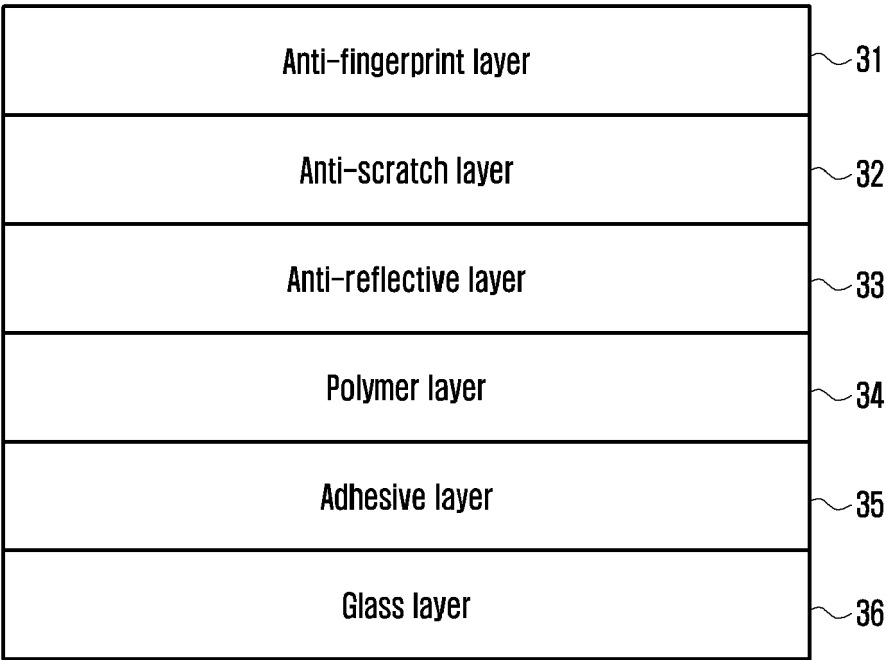 Anti-fingerprint layer 31
Anti-scratch layer 32
Anti-reflective layer 33
Polymer layer 34
Adhesive layer 35
Glass layer 36